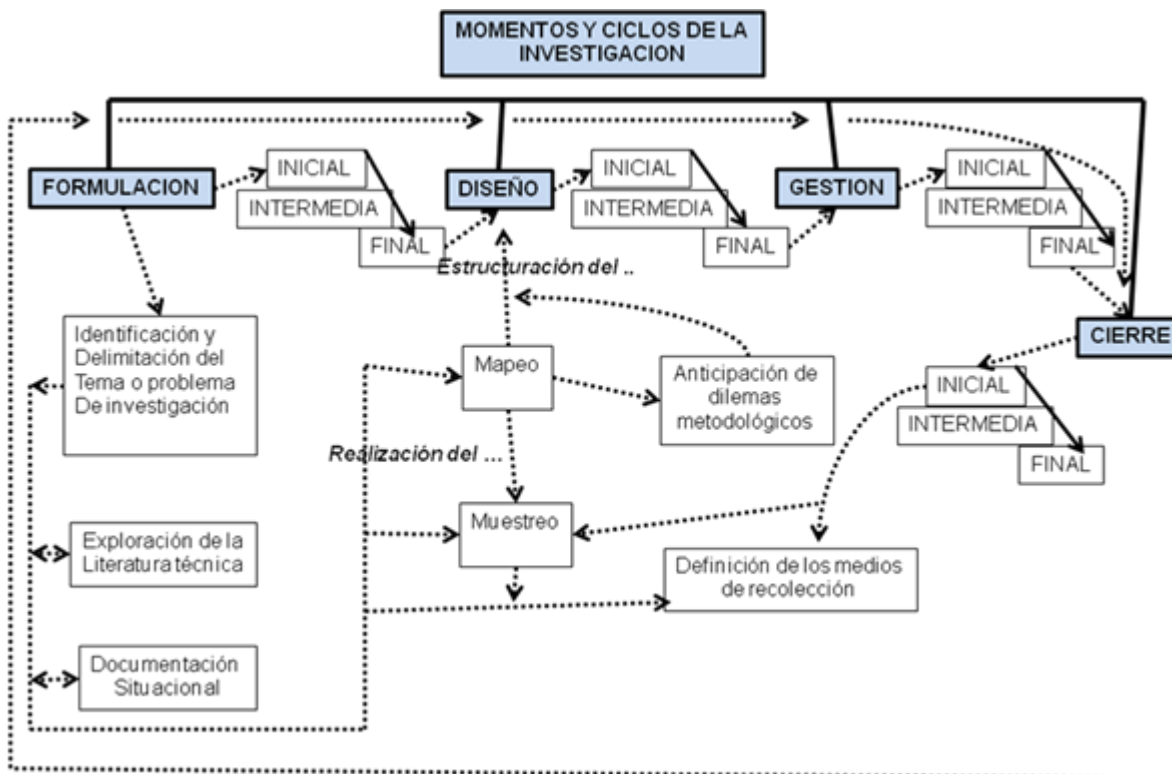 MOMENTOS Y CICLOS DE LA
INVESTIGACION
FORMULACION
INICIAL
INTERMEDIA
FINAL
DISEÑO
INICIAL
INTERMEDIA
FINAL
GESTION
INICIAL
INTERMEDIA
FINAL
Estructuración del ..
CIERRE
Identificación y
Delimitación del
Tema o problema
De investigación
Mapeo
Anticipación de
dilemas
metodológicos
INICIAL
INTERMEDIA
FINAL
Realización del ...
Muestreo
Exploración de la
Literatura técnica
Definición de los medios
de recolección
Documentación
Situacional